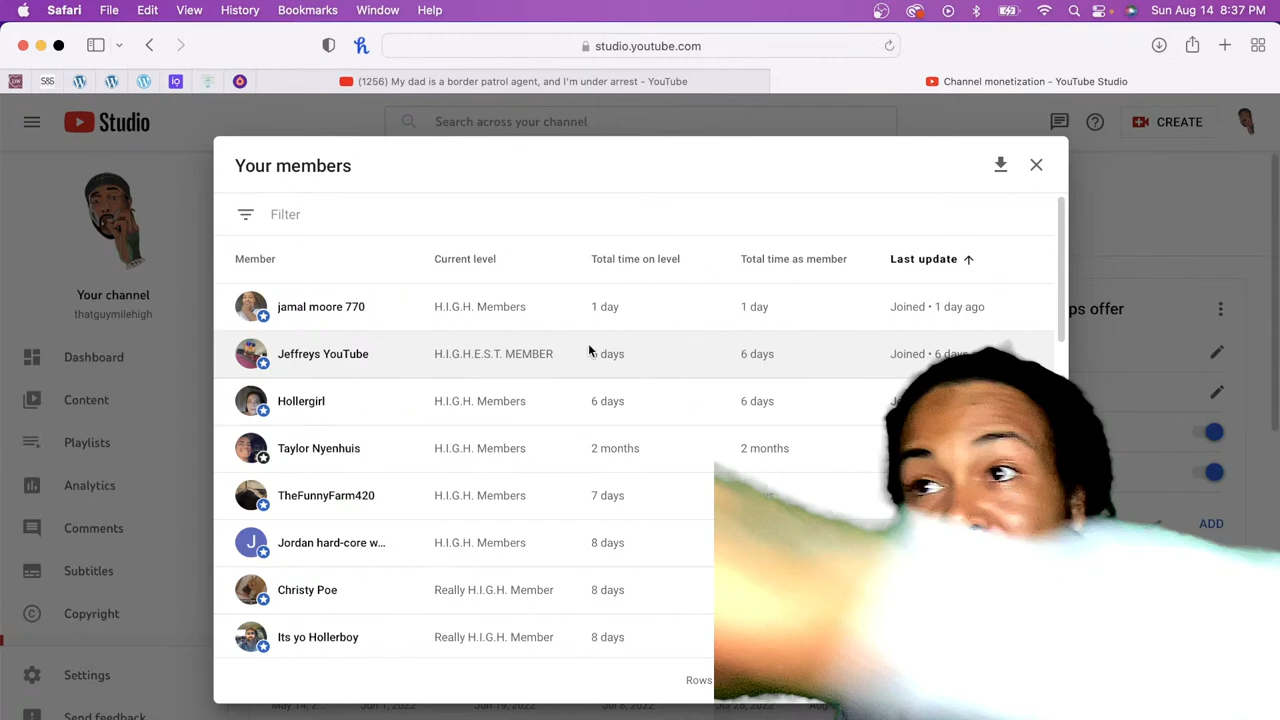 Safari File Edit View History Bookmarks Window Help Sun Aug 14 8:37 PM
studio.youtube.com
S&S IQ (1256) My dad is a border patrol agent, and I'm under arrest - YouTube Channel monetization - YouTube Studio
Studio Search across your channel CREATE
Your channel
thatguymilehigh
Dashboard
Content
Playlists
Analytics
Comments
Subtitles
Copyright
Settings
Send feedback
Your members
Filter
Member Current level Total time on level Total time as member Last update
jamal moore 770 H.I.G.H. Members 1 day 1 day Joined • 1 day ago
Jeffreys YouTube H.I.G.H.E.S.T. MEMBER days 6 days Joined • 6 days
Hollergirl H.I.G.H. Members 6 days 6 days
Taylor Nyenhuis H.I.G.H. Members 2 months 2 months
TheFunnyFarm420 H.I.G.H. Members 7 days
J Jordan hard-core w... H.I.G.H. Members 8 days
Christy Poe Really H.I.G.H. Member 8 days
Its yo Hollerboy Really H.I.G.H. Member 8 days
Rows
ps offer
ADD